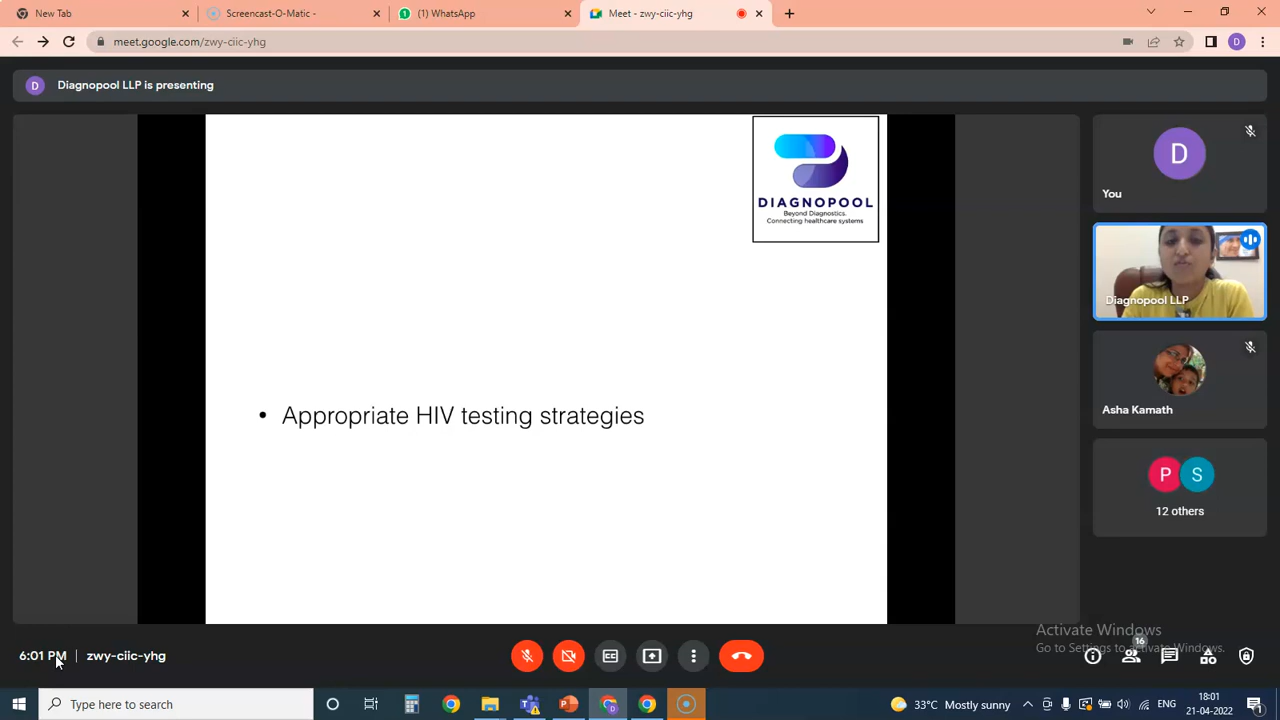 New Tab
Screencast-O-Matic -
(1) WhatsApp
Meet - zwy-ciic-yhg
meet.google.com/zwy-ciic-yhg
D
D
Diagnopool LLP is presenting
DIAGNOPOOL
Beyond Diagnostics.
Connecting healthcare systems
• Appropriate HIV testing strategies
D
You
Diagnopool LLP
Asha Kamath
P S
12 others
Activate Windows
Go to Settings to activate Windows.
6:01 PM | zwy-ciic-yhg
16
Type here to search
33°C Mostly sunny
ENG
18:01
21-04-2022